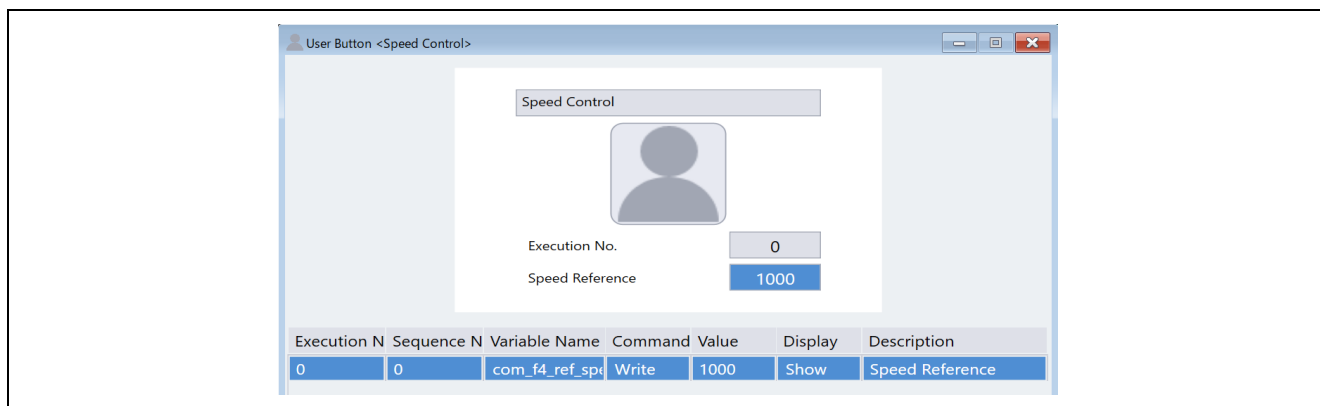 User Button <Speed Control>
Speed Control
Execution No. 0
Speed Reference 1000
Execution N Sequence N Variable Name Command Value Display Description
0 0 com_f4_ref_spe Write 1000 Show Speed Reference